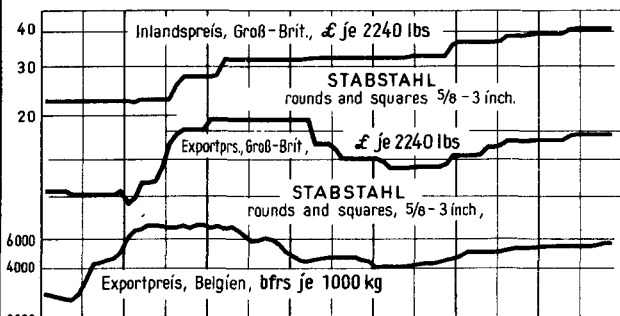 40
Inlandspreis, Groß-Brit., £ je 2240 lbs
30
STABSTAHL
rounds and squares 5/8 - 3 inch.
20
Exportprs., Groß-Brit, £ je 2240 lbs
STABSTAHL
rounds and squares, 5/8 - 3 inch,
6000
4000
Exportpreis, Belgien, bfrs je 1000 kg